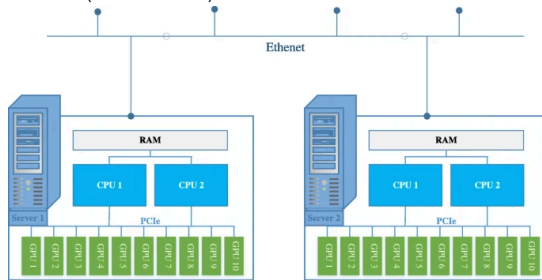 Ethenet
RAM
CPU 1
CPU 2
Server 1
PCIe
GPU 1
GPU 2
GPU 3
GPU 4
GPU 5
GPU 6
GPU 7
GPU 8
GPU 9
GPU 10
RAM
CPU 1
CPU 2
Server 2
PCIe
GPU 1
GPU 2
GPU 3
GPU 4
GPU 5
GPU 6
GPU 7
GPU 8
GPU 9
GPU 10